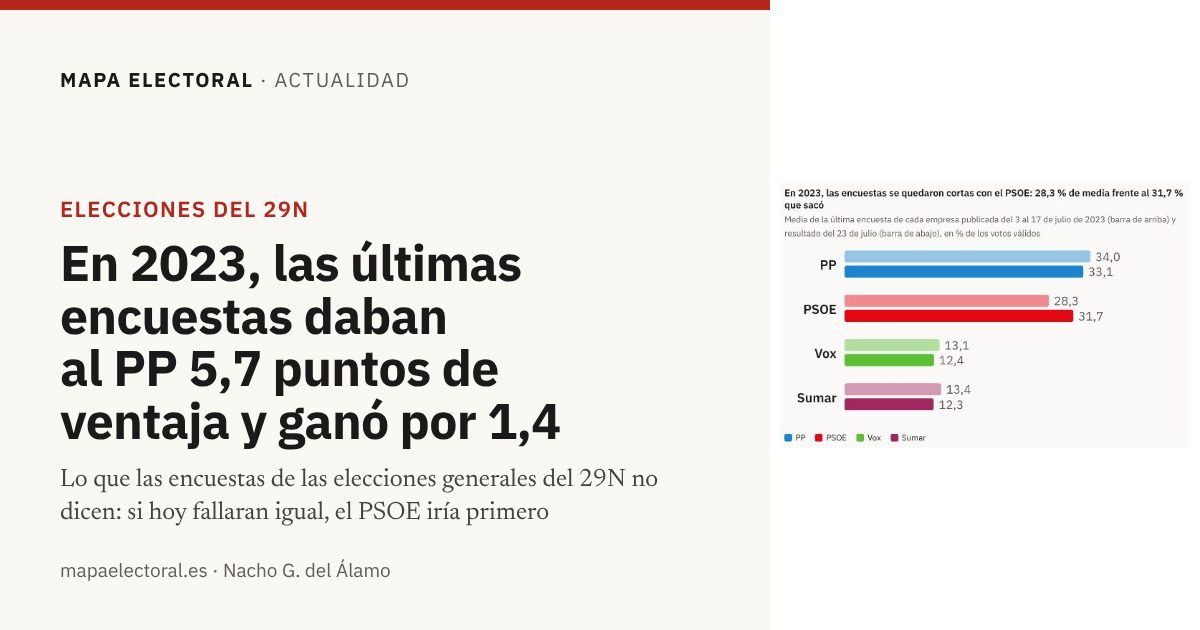 MAPA ELECTORAL · ACTUALIDAD
ELECCIONES DEL 29N
En 2023, las últimas
encuestas daban
al PP 5,7 puntos de
ventaja y ganó por 1,4
Lo que las encuestas de las elecciones generales del 29N no
dicen: si hoy fallaran igual, el PSOE iría primero
mapaelectoral.es · Nacho G. del Álamo
En 2023, las encuestas se quedaron cortas con el PSOE: 28,3 % de media frente al 31,7 %
que sacó
Media de la última encuesta de cada empresa publicada del 3 al 17 de julio de 2023 (barra de arriba) y
resultado del 23 de julio (barra de abajo), en % de los votos válidos
PP 34,0
33,1
PSOE 28,3
31,7
Vox 13,1
12,4
Sumar 13,4
12,3
PP PSOE Vox Sumar